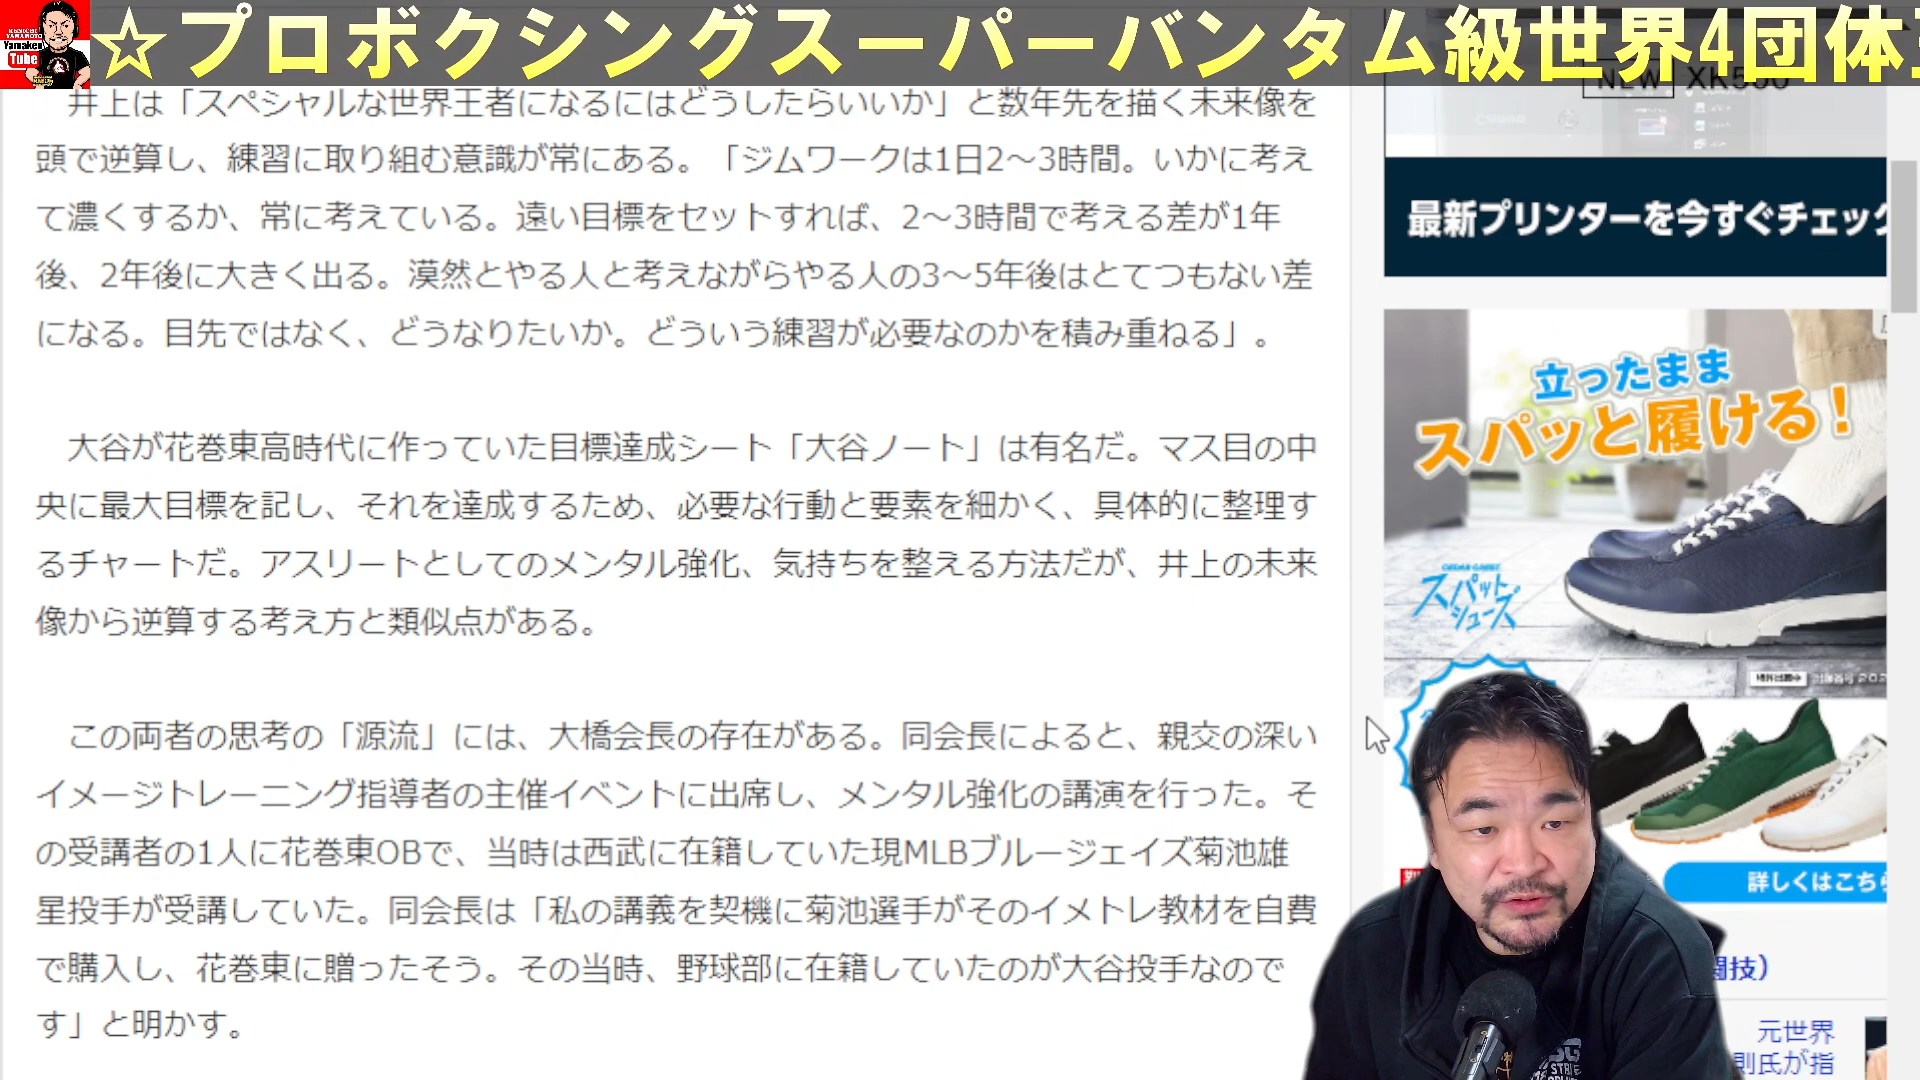 KENICHI
YAMAMOTO
Yamaken
Tube
☆プロボクシングスーパーバンタム級世界4団体
井上は「スペシャルな世界王者になるにはどうしたらいいか」と数年先を描く未来像を
頭で逆算し、練習に取り組む意識が常にある。「ジムワークは1日2〜3時間。いかに考え
て濃くするか、常に考えている。遠い目標をセットすれば、2〜3時間で考える差が1年
後、2年後に大きく出る。漠然とやる人と考えながらやる人の3〜5年後はとてつもない差
になる。目先ではなく、どうなりたいか。どういう練習が必要なのかを積み重ねる」。
大谷が花巻東高時代に作っていた目標達成シート「大谷ノート」は有名だ。マス目の中
央に最大目標を記し、それを達成するため、必要な行動と要素を細かく、具体的に整理す
るチャートだ。アスリートとしてのメンタル強化、気持ちを整える方法だが、井上の未来
像から逆算する考え方と類似点がある。
この両者の思考の「源流」には、大橋会長の存在がある。同会長によると、親交の深い
イメージトレーニング指導者の主催イベントに出席し、メンタル強化の講演を行った。そ
の受講者の1人に花巻東OBで、当時は西武に在籍していた現MLBブルージェイズ菊池雄
星投手が受講していた。同会長は「私の講義を契機に菊池選手がそのイメトレ教材を自費
で購入し、花巻東に贈ったそう。その当時、野球部に在籍していたのが大谷投手なので
す」と明かす。
NEW XK500
最新プリンターを今すぐチェック
立ったまま
スパッと履ける！
スパット
シューズ
詳しくはこちら
闘技）
元世界
則氏が指